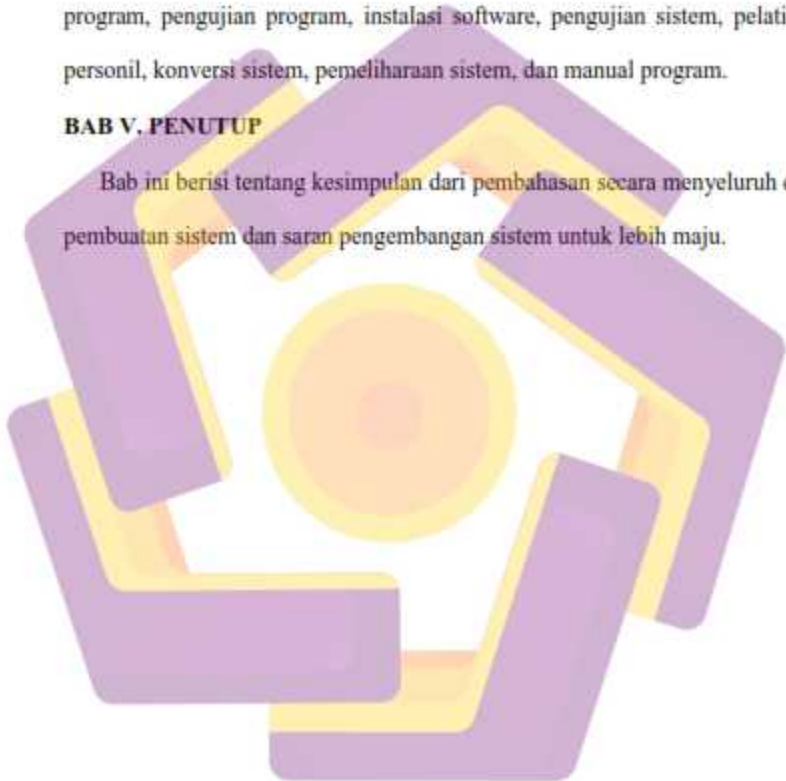 program, pengujian program, instalasi software, pengujian sistem, pelati
personil, konversi sistem, pemeliharaan sistem, dan manual program.
BAB V. PENUTUP
Bab ini berisi tentang kesimpulan dari pembahasan secara menyeluruh
pembuatan sistem dan saran pengembangan sistem untuk lebih maju.